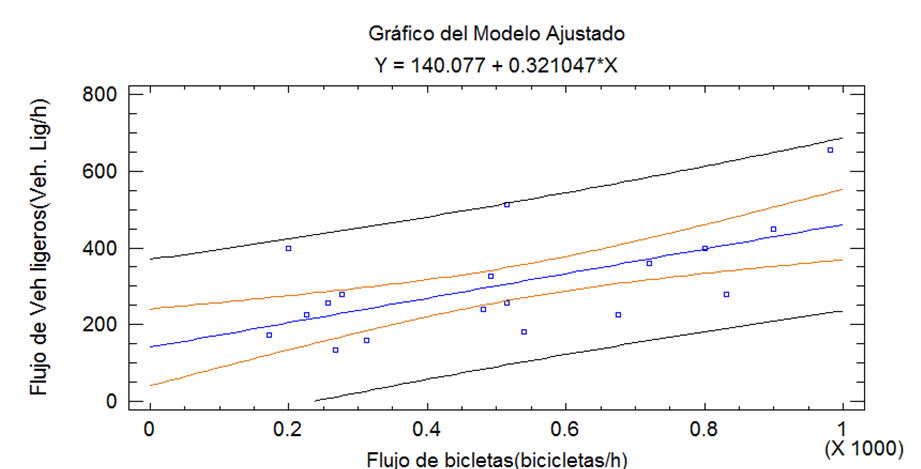 Gráfico del Modelo Ajustado
Y = 140.077 + 0.321047*X
Flujo de Veh ligeros(Veh. Lig/h)
800
600
400
200
0
0 0.2 0.4 0.6 0.8 1
(X 1000)
Flujo de bicletas(bicicletas/h)